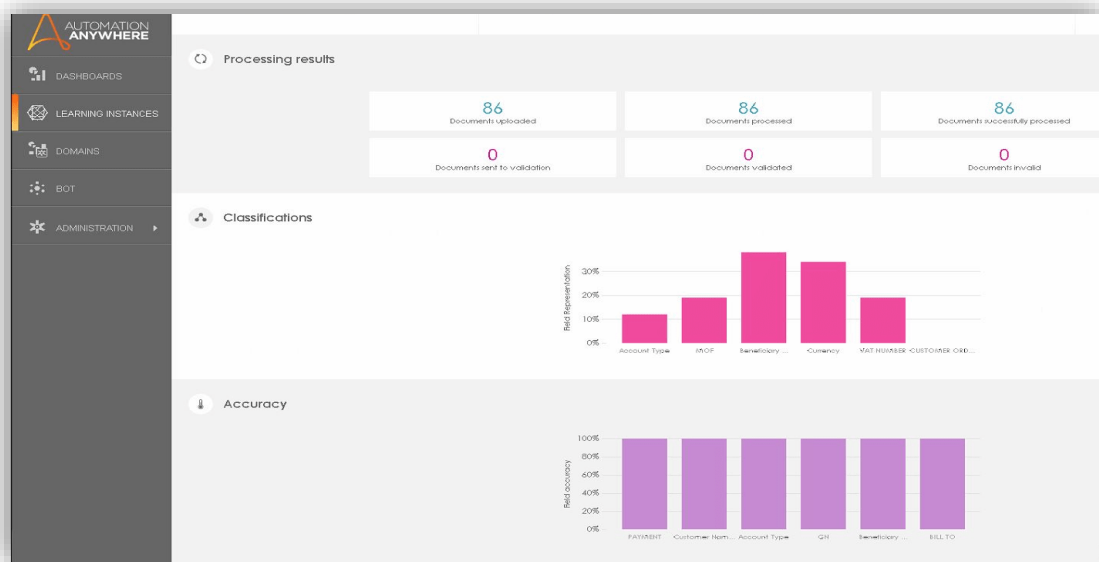 AUTOMATION
ANYWHERE
DASHBOARDS
LEARNING INSTANCES
DOMAINS
BOT
ADMINISTRATION
Processing results
86
Documents uploaded
86
Documents processed
86
Documents successfully processed
0
Documents sent to validation
0
Documents validated
0
Documents invalid
Classifications
Field Representation
30%
20%
10%
0%
Account Type
Beneficiary ...
Currency
VAT NUMBER
CUSTOMER ORD...
Accuracy
Field accuracy
100%
80%
60%
40%
20%
0%
PAYMENT
Customer Nam...
Account Type
Beneficiary ...
BILL TO